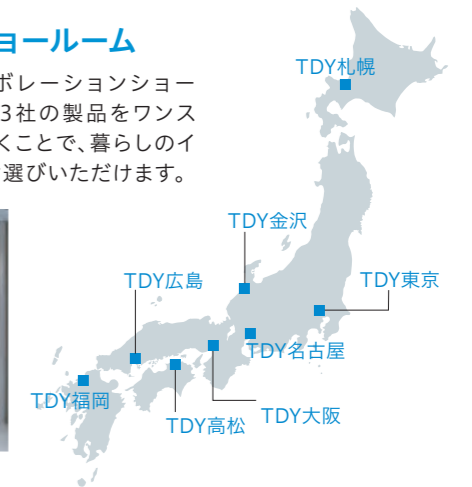 ョールーム
ボレーションショー
3社の製品をワンス
くことで、暮らしのイ
選びいただけます。
TDY札幌
TDY金沢
TDY広島
TDY東京
TDY名古屋
TDY福岡
TDY高松
TDY大阪